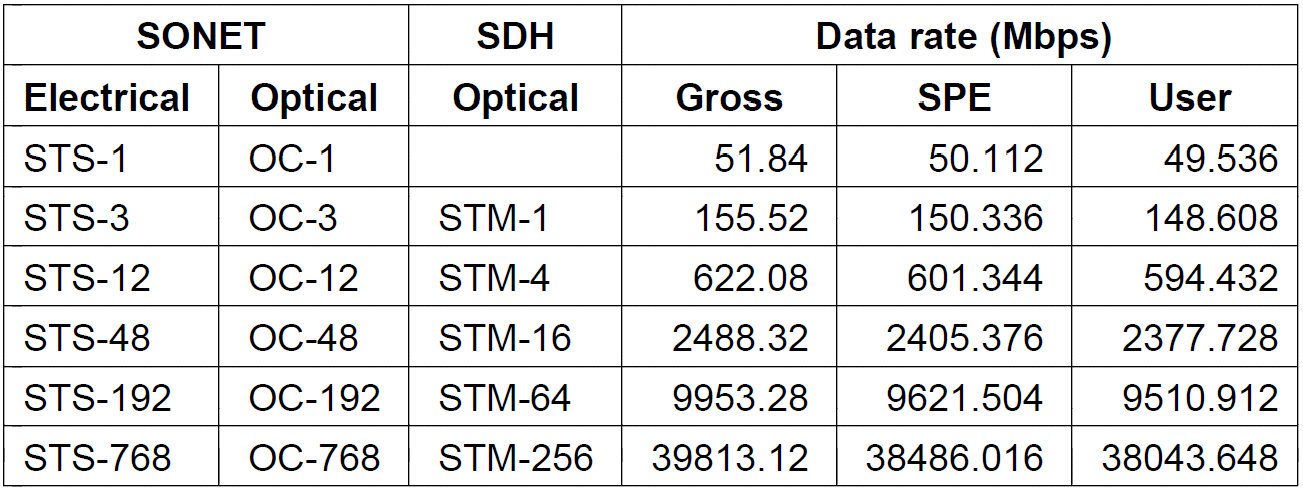 SONET SDH Data rate (Mbps)
Electrical Optical Optical Gross SPE User
STS-1 OC-1 51.84 50.112 49.536
STS-3 OC-3 STM-1 155.52 150.336 148.608
STS-12 OC-12 STM-4 622.08 601.344 594.432
STS-48 OC-48 STM-16 2488.32 2405.376 2377.728
STS-192 OC-192 STM-64 9953.28 9621.504 9510.912
STS-768 OC-768 STM-256 39813.12 38486.016 38043.648